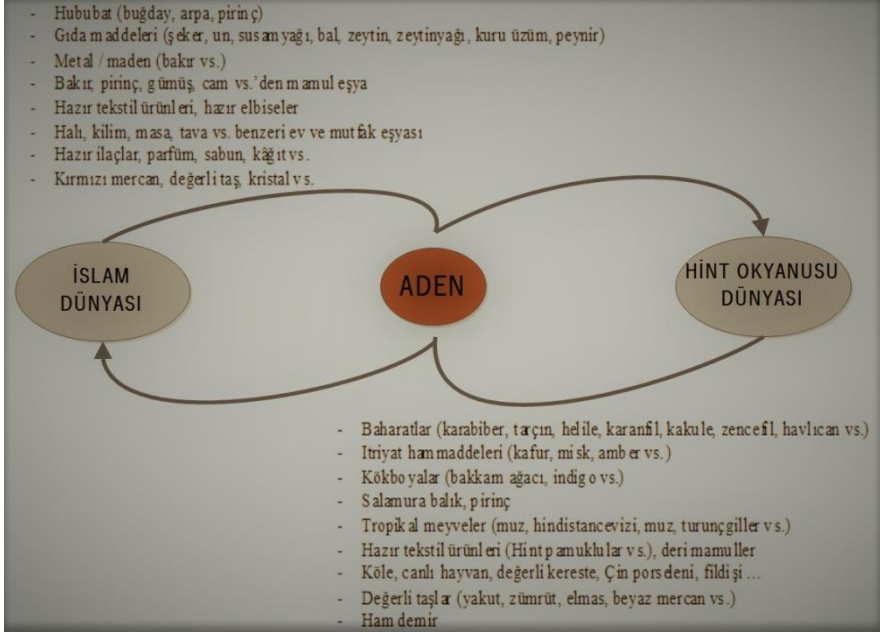 - Hububat (buğday, arpa, pirinç)
- Gıda maddeleri (şeker, un, susam yağı, bal, zeytin, zeytinyağı, kuru üzüm, peynir)
- Metal / maden (bakır vs.)
- Bakır, pirinç, gümüş, cam vs.'den mamul eşya
- Hazır tekstil ürünleri, hazır elbiseler
- Halı, kilim, masa, tava vs. benzeri ev ve mutfak eşyası
- Hazır ilaçlar, parfüm, sabun, kâğıt vs.
- Kırmızı mercan, değerli taş, kristal vs.
İSLAM
DÜNYASI
ADEN
HİNT OKYANUSU
DÜNYASI
- Baharatlar (karabiber, tarçın, helile, karanfil, kakule, zencefil, havlıcan vs.)
- Itriyat hammaddeleri (kafur, misk, amber vs.)
- Kökboyalar (bakkam ağacı, indigo vs.)
- Salamura balık, pirinç
- Tropikal meyveler (muz, hindistancevizi, muz, turunçgiller vs.)
- Hazır tekstil ürünleri (Hint pamuklular vs.), deri mamuller
- Köle, canlı hayvan, değerli kereste, Çin porseleni, fildişi ...
- Değerli taşlar (yakut, zümrüt, elmas, beyaz mercan vs.)
- Ham demir